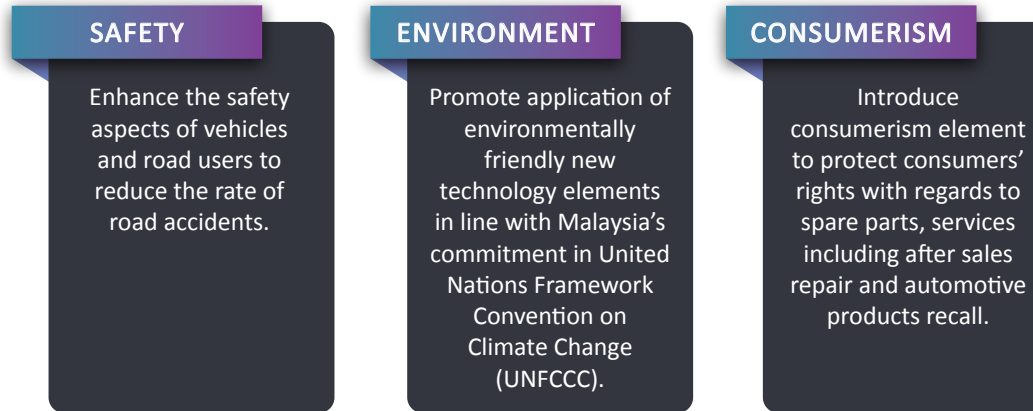 SAFETY
Enhance the safety
aspects of vehicles
and road users to
reduce the rate of
road accidents.
ENVIRONMENT
Promote application of
environmentally
friendly new
technology elements
in line with Malaysia’s
commitment in United
Nations Framework
Convention on
Climate Change
(UNFCCC).
CONSUMERISM
Introduce
consumerism element
to protect consumers’
rights with regards to
spare parts, services
including after sales
repair and automotive
products recall.